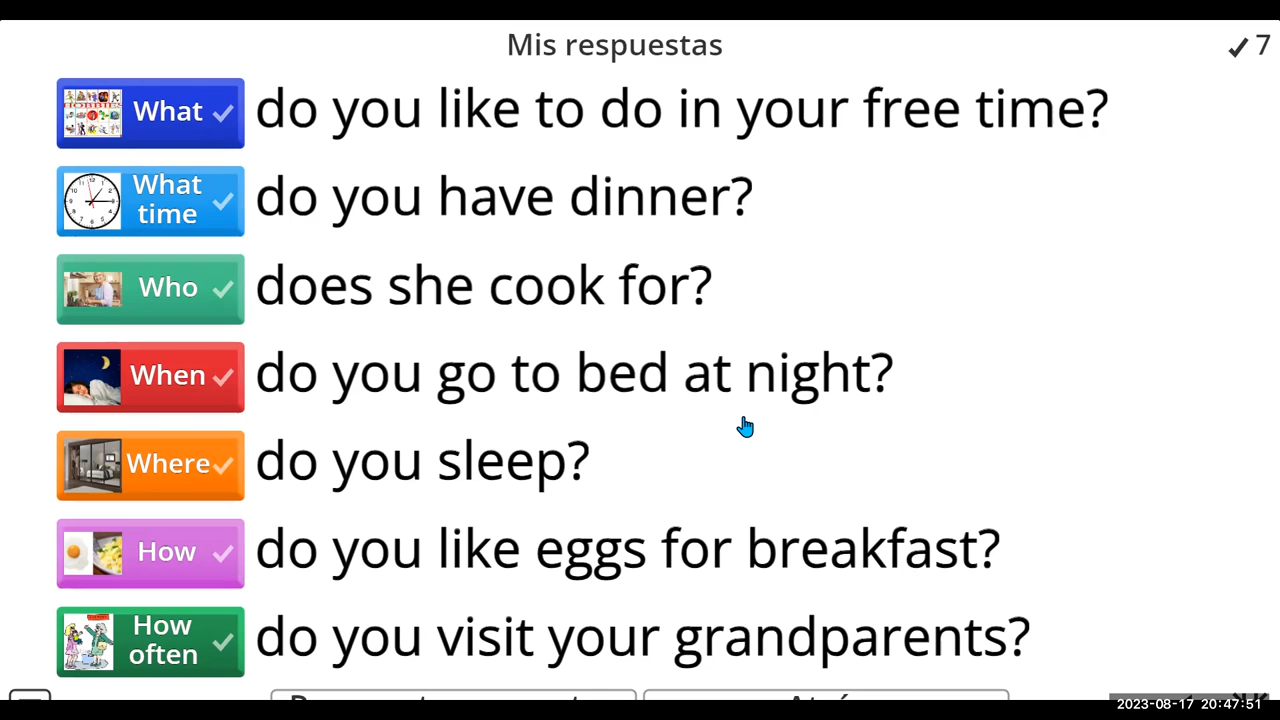 Mis respuestas
7
What do you like to do in your free time?
What time do you have dinner?
Who does she cook for?
When do you go to bed at night?
Where do you sleep?
How do you like eggs for breakfast?
How often do you visit your grandparents?
2023-08-17 20:47:51